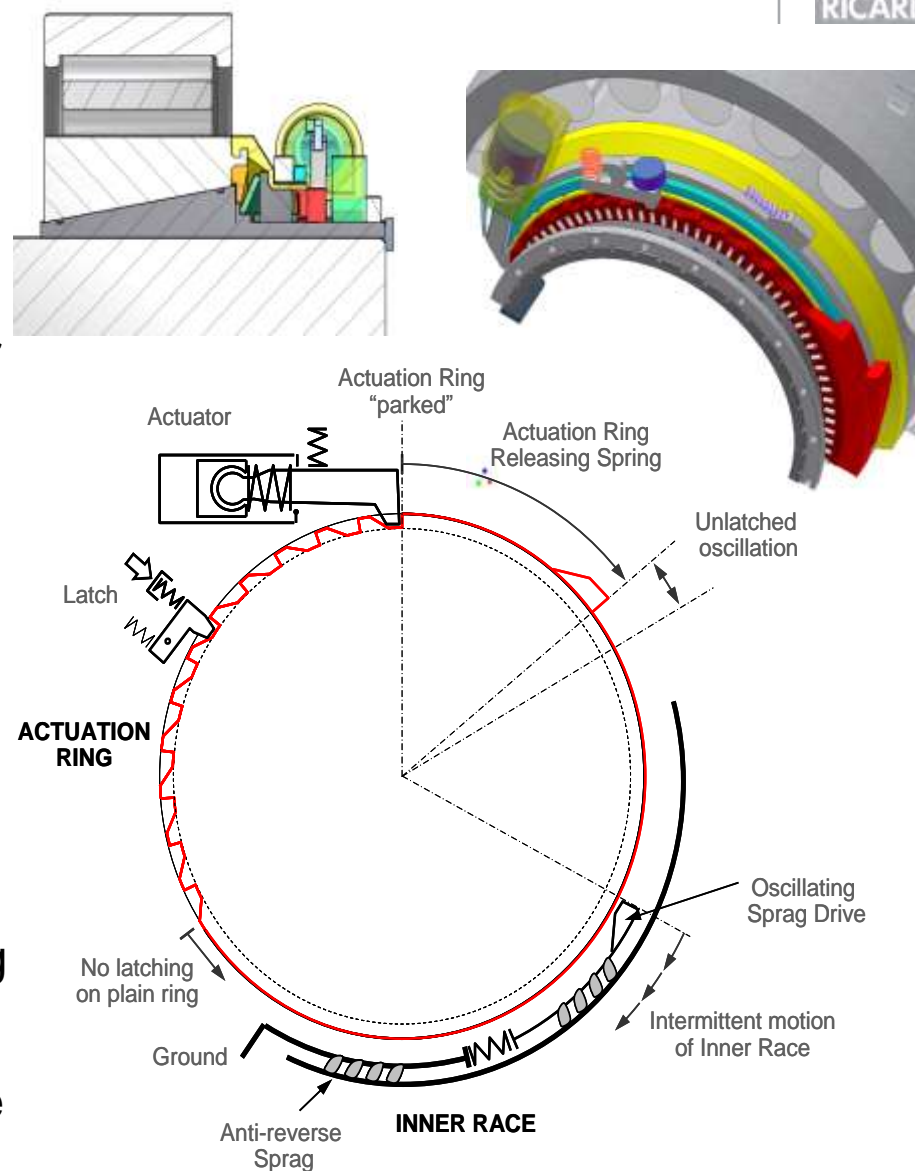 Actuation Ring
“parked”
Actuator
Actuation Ring
Releasing Spring
Unlatched
oscillation
Latch
ACTUATION
RING
Oscillating
Sprag Drive
No latching
on plain ring
Intermittent motion
of Inner Race
Ground
INNER RACE
Anti-reverse
Sprag